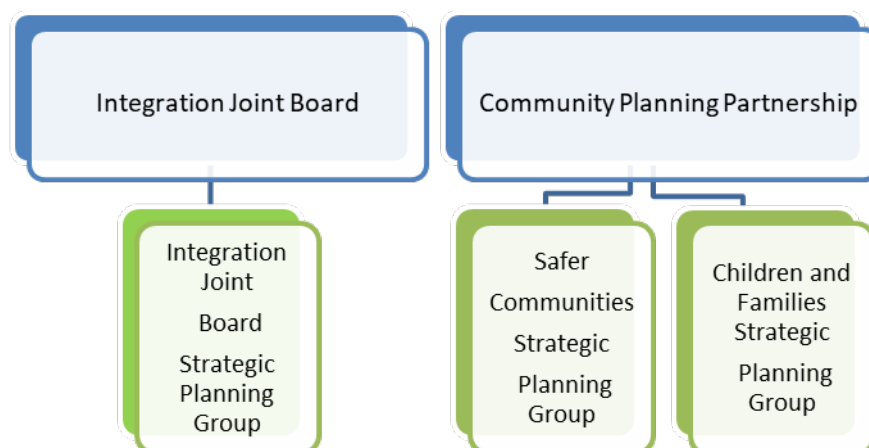 Integration Joint Board
Community Planning Partnership
Integration
Joint
Board
Strategic
Planning
Group
Safer
Communities
Strategic
Planning
Group
Children and
Families
Strategic
Planning
Group